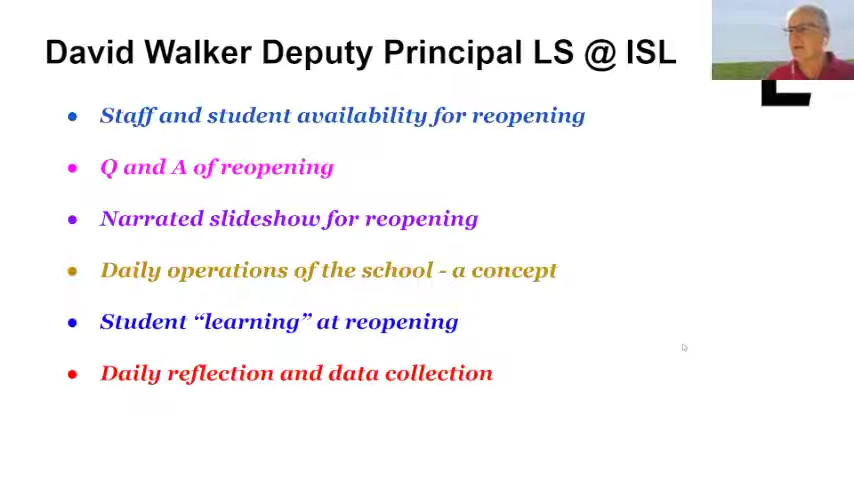 David Walker Deputy Principal LS @ ISL
● Staff and student availability for reopening
● Q and A of reopening
● Narrated slideshow for reopening
● Daily operations of the school - a concept
● Student “learning” at reopening
● Daily reflection and data collection